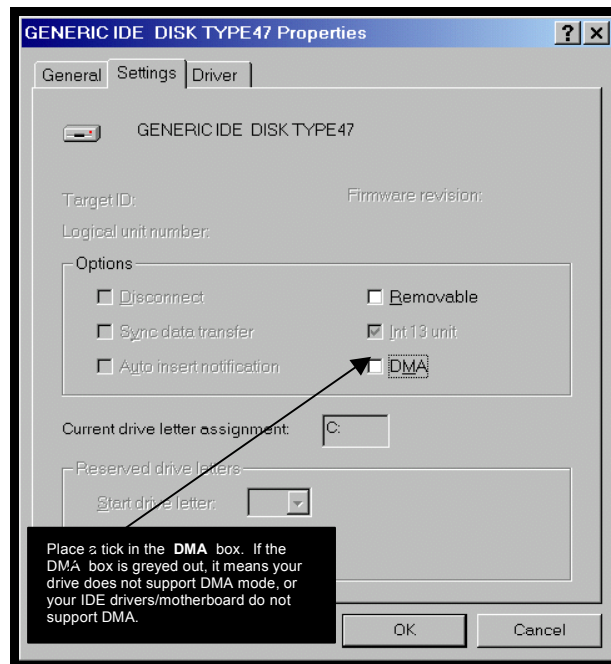 GENERIC IDE DISK TYPE47 Properties
? ×
General Settings Driver
GENERIC IDE DISK TYPE47
Target ID: Firmware revision:
Logical unit number:
Options
Disconnect Removable
Sync data transfer Int 13 unit
Auto insert notification DMA
Current drive letter assignment: C:
Reserved drive letters
Start drive letter:
Place a tick in the DMA box. If the
DMA box is greyed out, it means your
drive does not support DMA mode, or
your IDE drivers/motherboard do not
support DMA.
OK Cancel